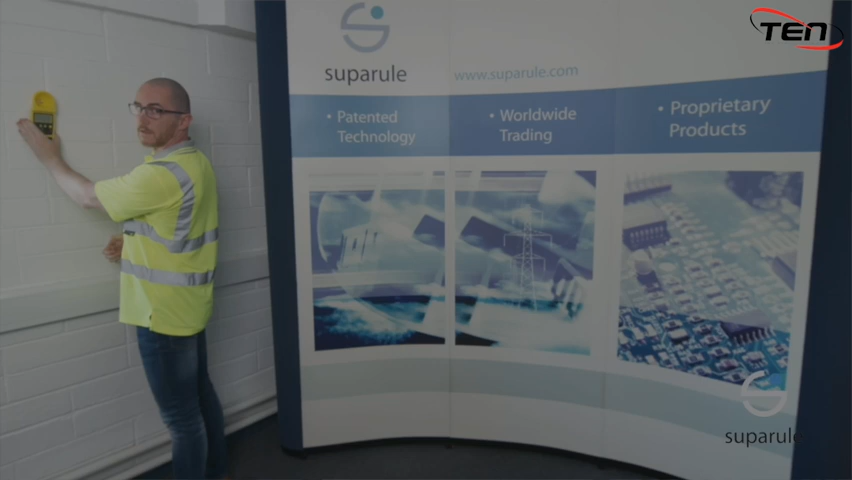 TEN
suparule
www.suparule.com
• Patented
Technology
• Worldwide
Trading
• Proprietary
Products
suparule